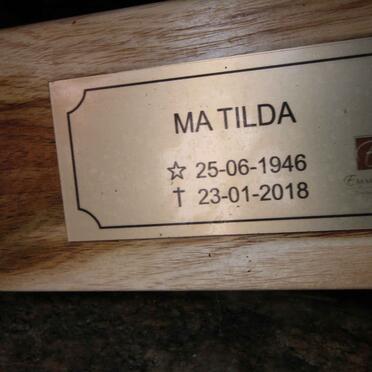 MA TILDA
☆ 25-06-1946
† 23-01-2018